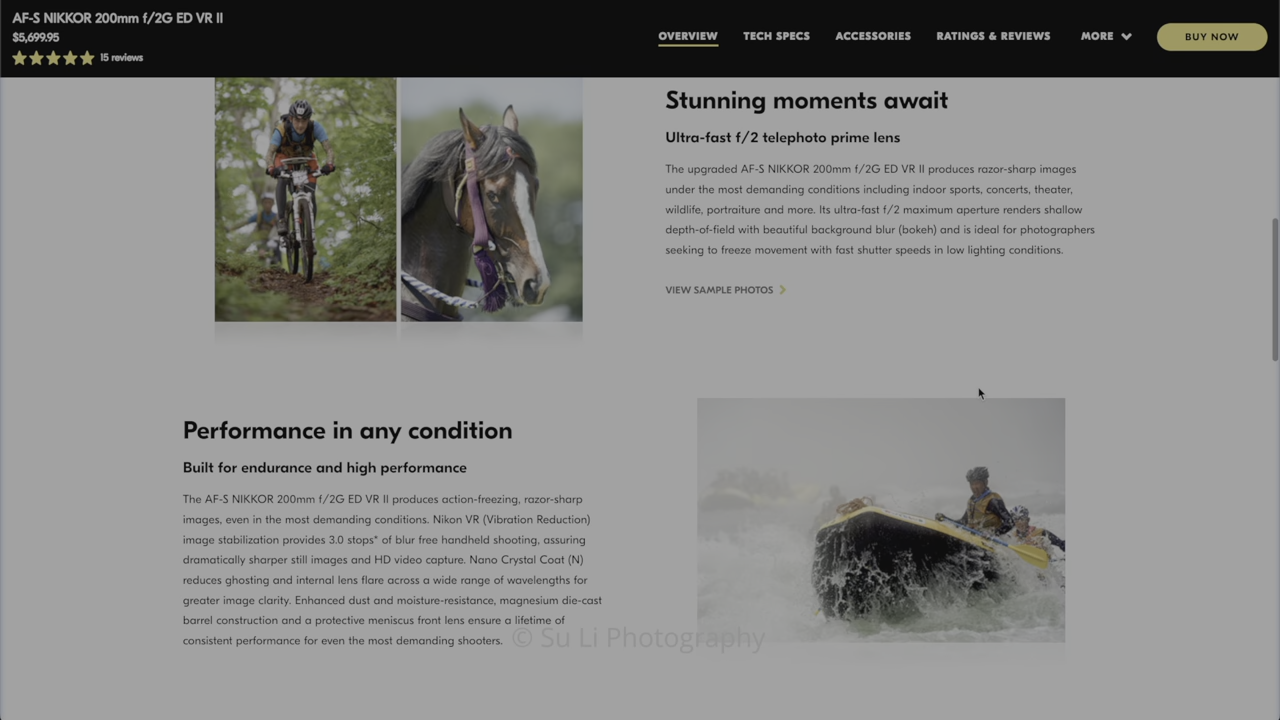 AF-S NIKKOR 200mm f/2G ED VR II
$5,699.95
15 reviews
OVERVIEW
TECH SPECS
ACCESSORIES
RATINGS & REVIEWS
MORE
BUY NOW
Stunning moments await
Ultra-fast f/2 telephoto prime lens
The upgraded AF-S NIKKOR 200mm f/2G ED VR II produces razor-sharp images
under the most demanding conditions including indoor sports, concerts, theater,
wildlife, portraiture and more. Its ultra-fast f/2 maximum aperture renders shallow
depth-of-field with beautiful background blur (bokeh) and is ideal for photographers
seeking to freeze movement with fast shutter speeds in low lighting conditions.
VIEW SAMPLE PHOTOS
Performance in any condition
Built for endurance and high performance
The AF-S NIKKOR 200mm f/2G ED VR II produces action-freezing, razor-sharp
images, even in the most demanding conditions. Nikon VR (Vibration Reduction)
image stabilization provides 3.0 stops* of blur free handheld shooting, assuring
dramatically sharper still images and HD video capture. Nano Crystal Coat (N)
reduces ghosting and internal lens flare across a wide range of wavelengths for
greater image clarity. Enhanced dust and moisture-resistance, magnesium die-cast
barrel construction and a protective meniscus front lens ensure a lifetime of
consistent performance for even the most demanding shooters.
© Su Li Photography